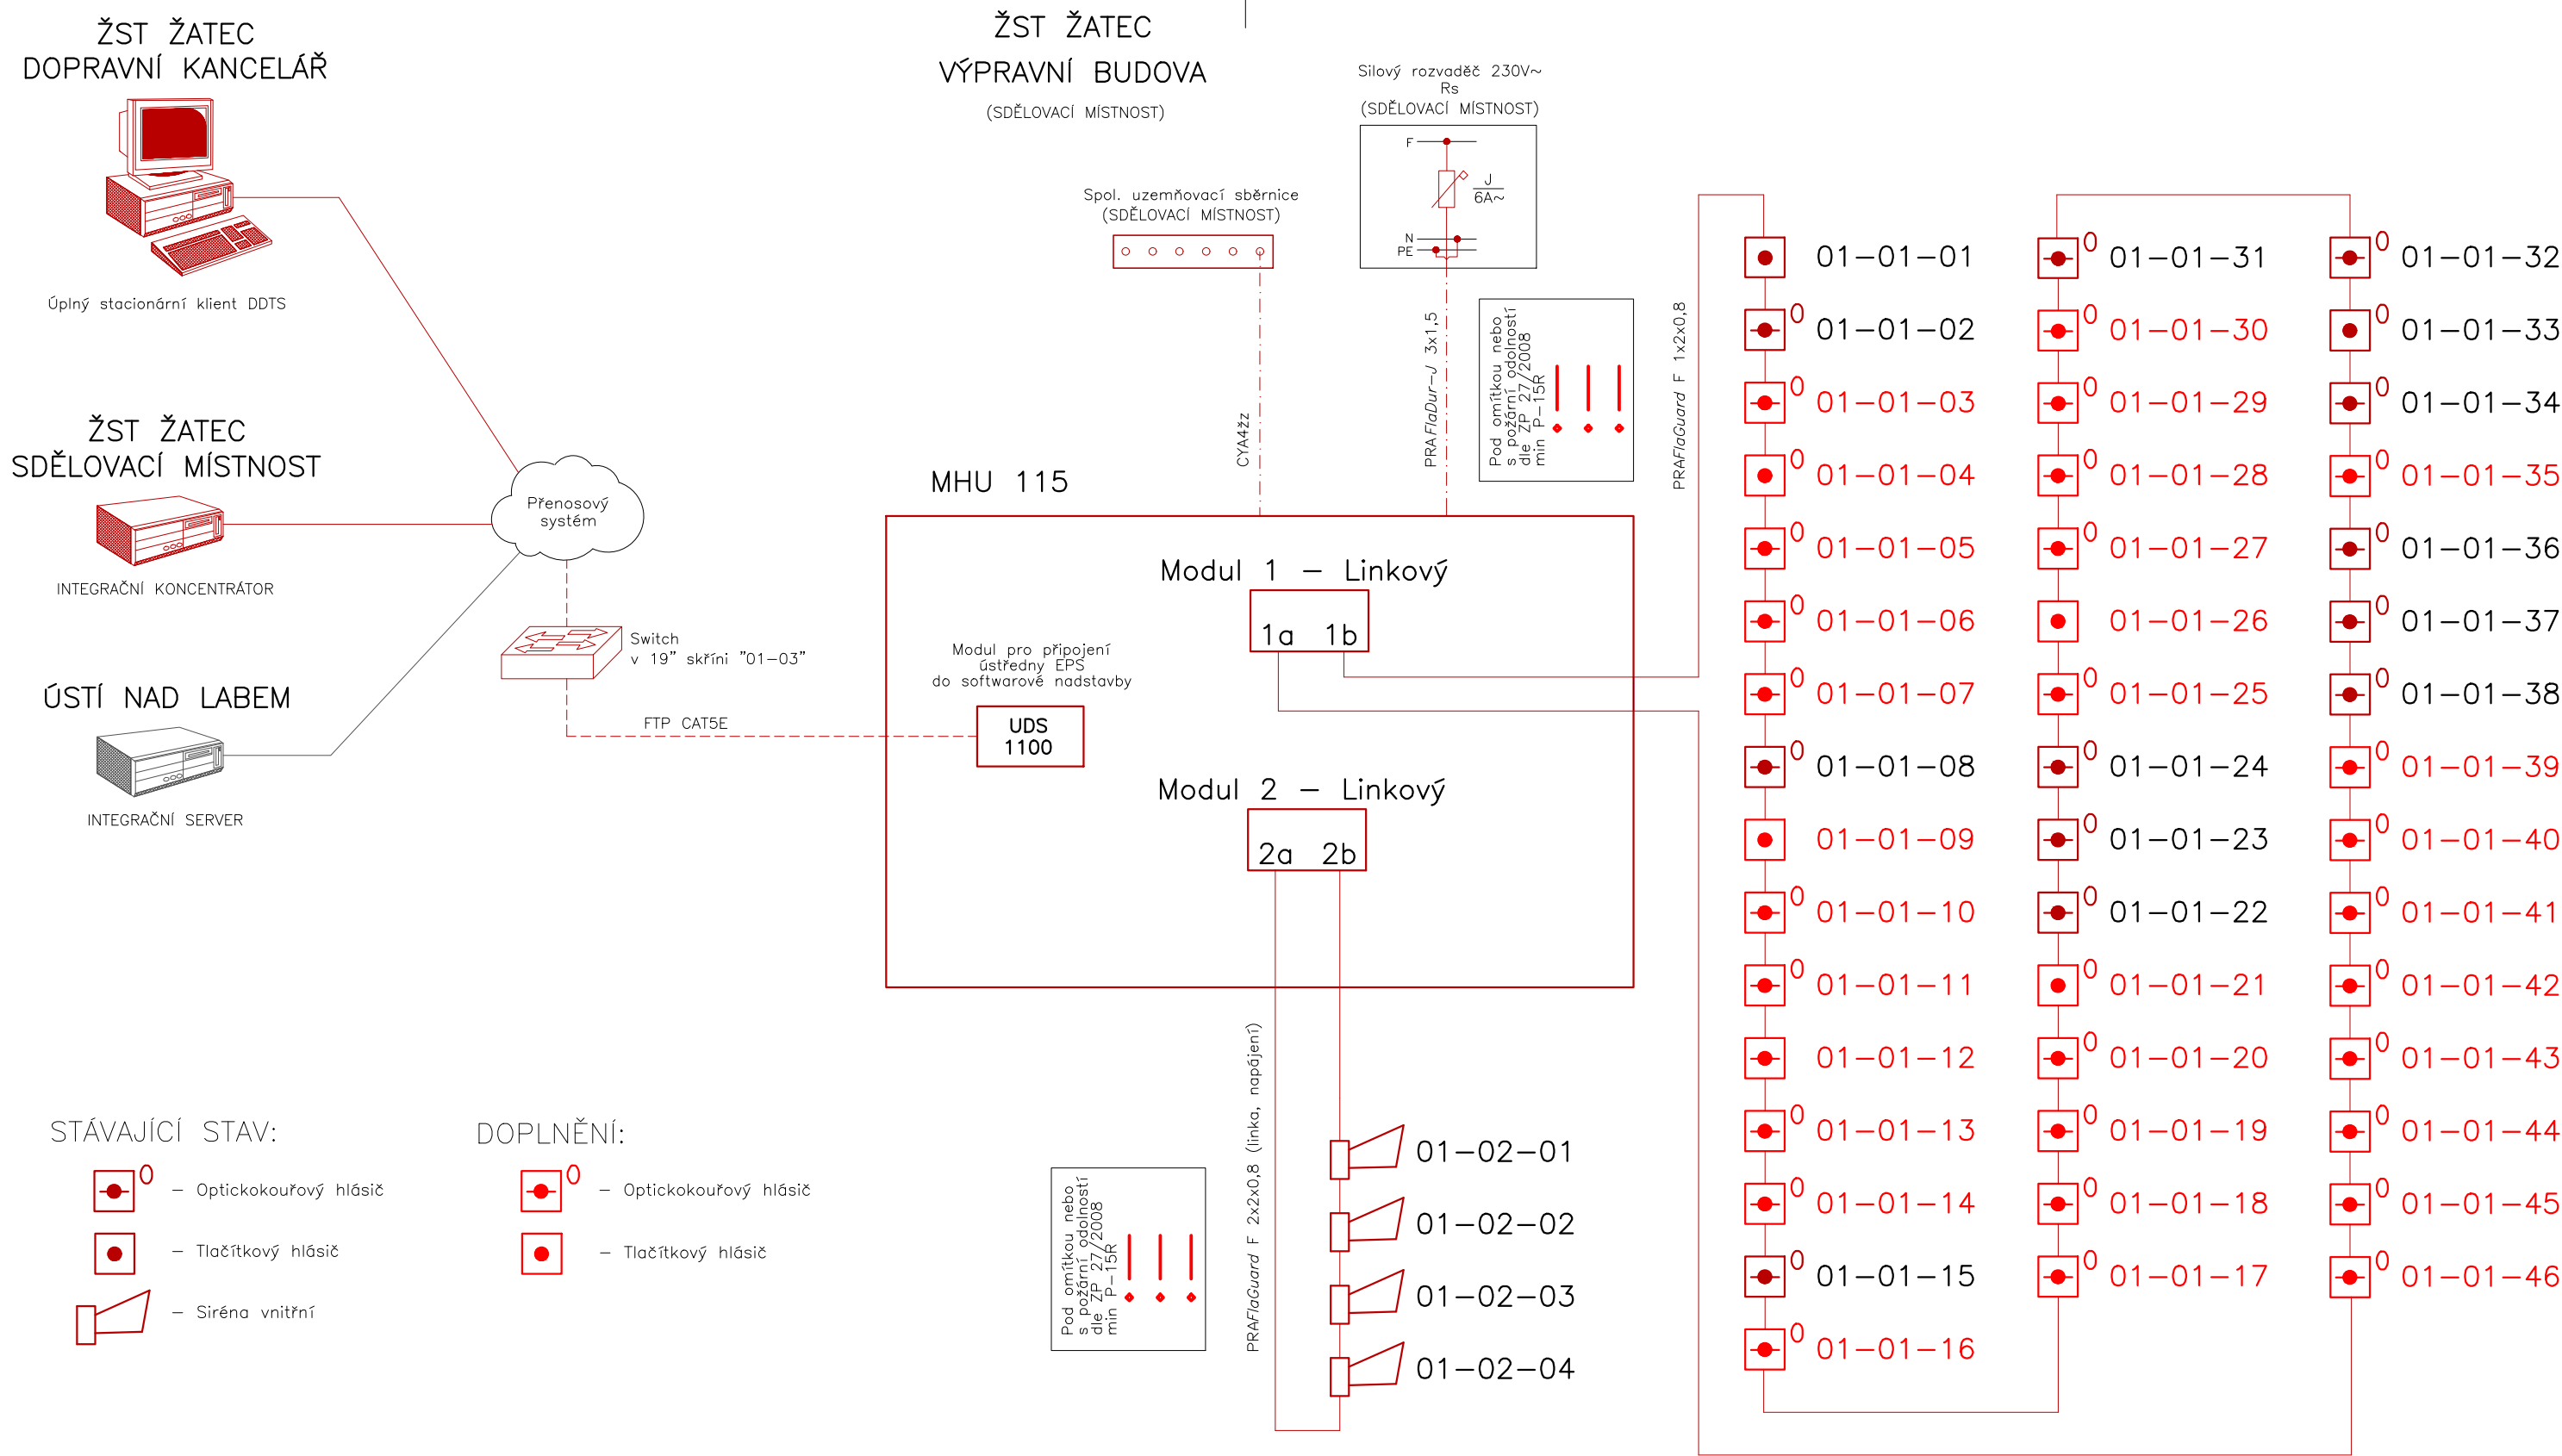 ŽST ŽATEC
DOPRAVNÍ KANCELÁŘ
Úplný stacionární klient DDTS
ŽST ŽATEC
SDĚLOVACÍ MÍSTNOST
INTEGRAČNÍ KONCENTRÁTOR
ÚSTÍ NAD LABEM
INTEGRAČNÍ SERVER
Přenosový
systém
Switch
v 19" skříni "01-03"
FTP CAT5E
ŽST ŽATEC
VÝPRAVNÍ BUDOVA
(SDĚLOVACÍ MÍSTNOST)
Spol. uzemňovací sběrnice
(SDĚLOVACÍ MÍSTNOST)
Silový rozvaděč 230V~
Rs
(SDĚLOVACÍ MÍSTNOST)
F
J
6A~
N
PE
CYA4žz
PRAFlaDur-J 3x1,5
Pod omítkou nebo
s požární odolností
dle ZP 27/2008
min P-15R
!!!
PRAFlaGuard F 1x2x0,8
MHU 115
Modul 1 - Linkový
1a 1b
Modul pro připojení
ústředny EPS
do softwarové nadstavby
UDS
1100
Modul 2 - Linkový
2a 2b
PRAFlaGuard F 2x2x0,8 (linka, napájení)
Pod omítkou nebo
s požární odolností
dle ZP 27/2008
min P-15R
!!!
01-02-01
01-02-02
01-02-03
01-02-04
STÁVAJÍCÍ STAV:
O - Optickokouřový hlásič
- Tlačítkový hlásič
- Siréna vnitřní
DOPLNĚNÍ:
O - Optickokouřový hlásič
- Tlačítkový hlásič
01-01-01
O 01-01-02
O 01-01-03
O 01-01-04
O 01-01-05
O 01-01-06
O 01-01-07
O 01-01-08
01-01-09
O 01-01-10
O 01-01-11
01-01-12
O 01-01-13
O 01-01-14
O 01-01-15
O 01-01-16
O 01-01-31
O 01-01-30
O 01-01-29
O 01-01-28
O 01-01-27
01-01-26
O 01-01-25
O 01-01-24
O 01-01-23
O 01-01-22
O 01-01-21
O 01-01-20
O 01-01-19
O 01-01-18
O 01-01-17
O 01-01-32
O 01-01-33
O 01-01-34
O 01-01-35
O 01-01-36
O 01-01-37
O 01-01-38
O 01-01-39
O 01-01-40
O 01-01-41
O 01-01-42
O 01-01-43
O 01-01-44
O 01-01-45
O 01-01-46